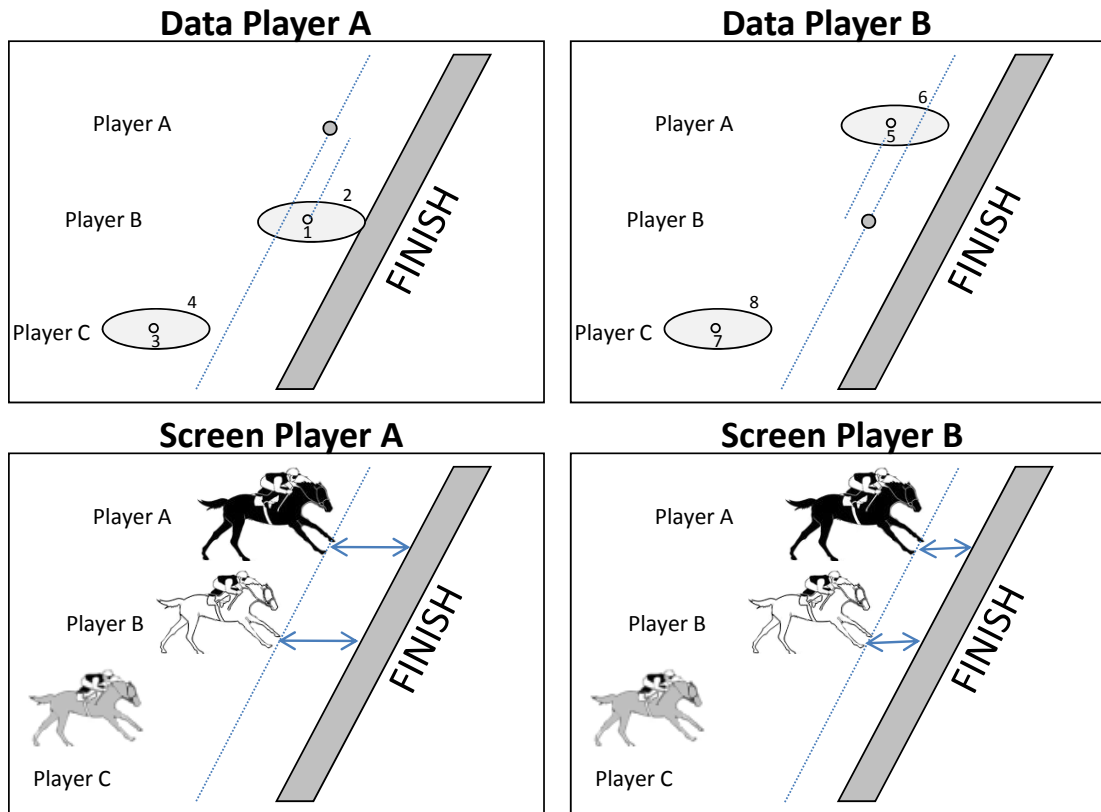 Data Player A
Player A
2
Player B
1
4
Player C
3
FINISH
Data Player B
6
Player A
5
Player B
8
Player C
7
FINISH
Screen Player A
Player A
Player B
Player C
FINISH
Screen Player B
Player A
Player B
Player C
FINISH